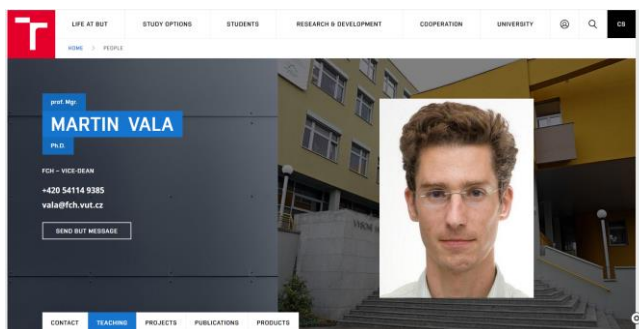 LIFE AT BUT
STUDY OPTIONS
STUDENTS
RESEARCH & DEVELOPMENT
COOPERATION
UNIVERSITY
CS
HOME > PEOPLE
prof. Mgr.
MARTIN VALA
Ph.D.
FCH – VICE-DEAN
+420 54114 9385
vala@fch.vut.cz
SEND BUT MESSAGE
CONTACT
TEACHING
PROJECTS
PUBLICATIONS
PRODUCTS